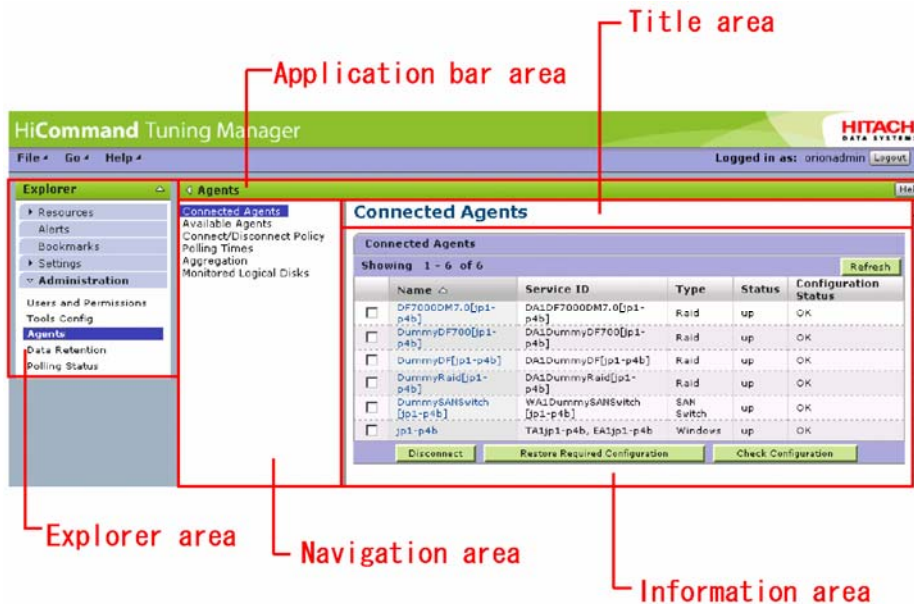 Title area
Application bar area
HiCommand Tuning Manager
HITACH
DATA SYSTEM
File Go Help
Logged in as: orionadmin Logout
Explorer
Agents
Hel
Resources
Alerts
Bookmarks
Settings
Administration
Users and Permissions
Tools Config
Agents
Data Retention
Polling Status
Connected Agents
Available Agents
Connect/Disconnect Policy
Polling Times
Aggregation
Monitored Logical Disks
Connected Agents
Connected Agents
Showing 1 - 6 of 6
Refresh
Name Service ID Type Status Configuration Status
DF7000DM7.0[jp1-p4b] DA1DF7000DM7.0[jp1-p4b] Raid up OK
DummyDF700[jp1-p4b] DA1DummyDF700[jp1-p4b] Raid up OK
DummyDF[jp1-p4b] DA1DummyDF[jp1-p4b] Raid up OK
DummyRaid[jp1-p4b] DA1DummyRaid[jp1-p4b] Raid up OK
DummySANSwitch[jp1-p4b] WA1DummySANSwitch[jp1-p4b] SAN Switch up OK
jp1-p4b TA1jp1-p4b, EA1jp1-p4b Windows up OK
Disconnect Restore Required Configuration Check Configuration
Explorer area
Navigation area
Information area